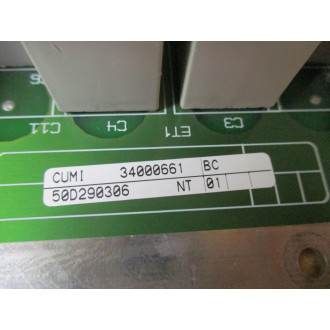 C11 C4 ET1 C3
CUMI 34000661 BC
50D290306 NT 01